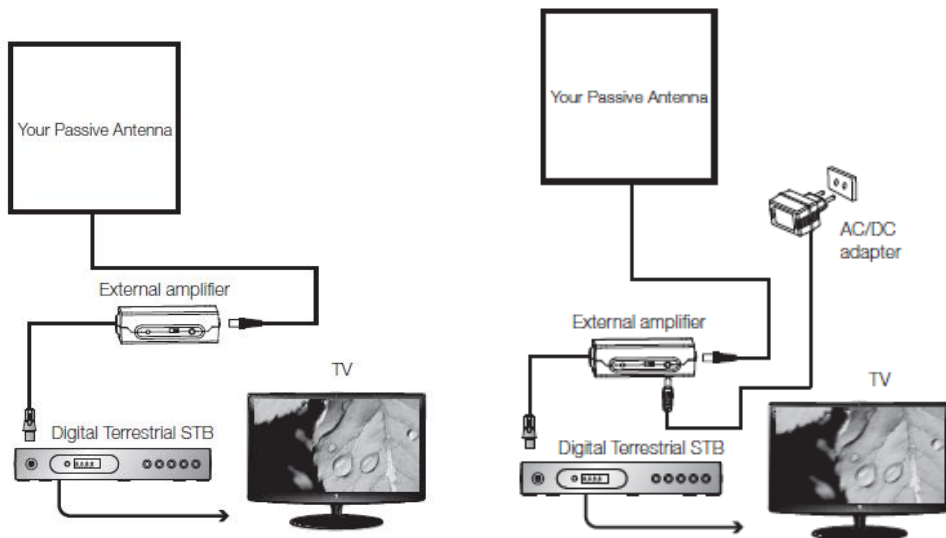 Your Passive Antenna
External amplifier
TV
Digital Terrestrial STB
Your Passive Antenna
AC/DC
adapter
External amplifier
TV
Digital Terrestrial STB